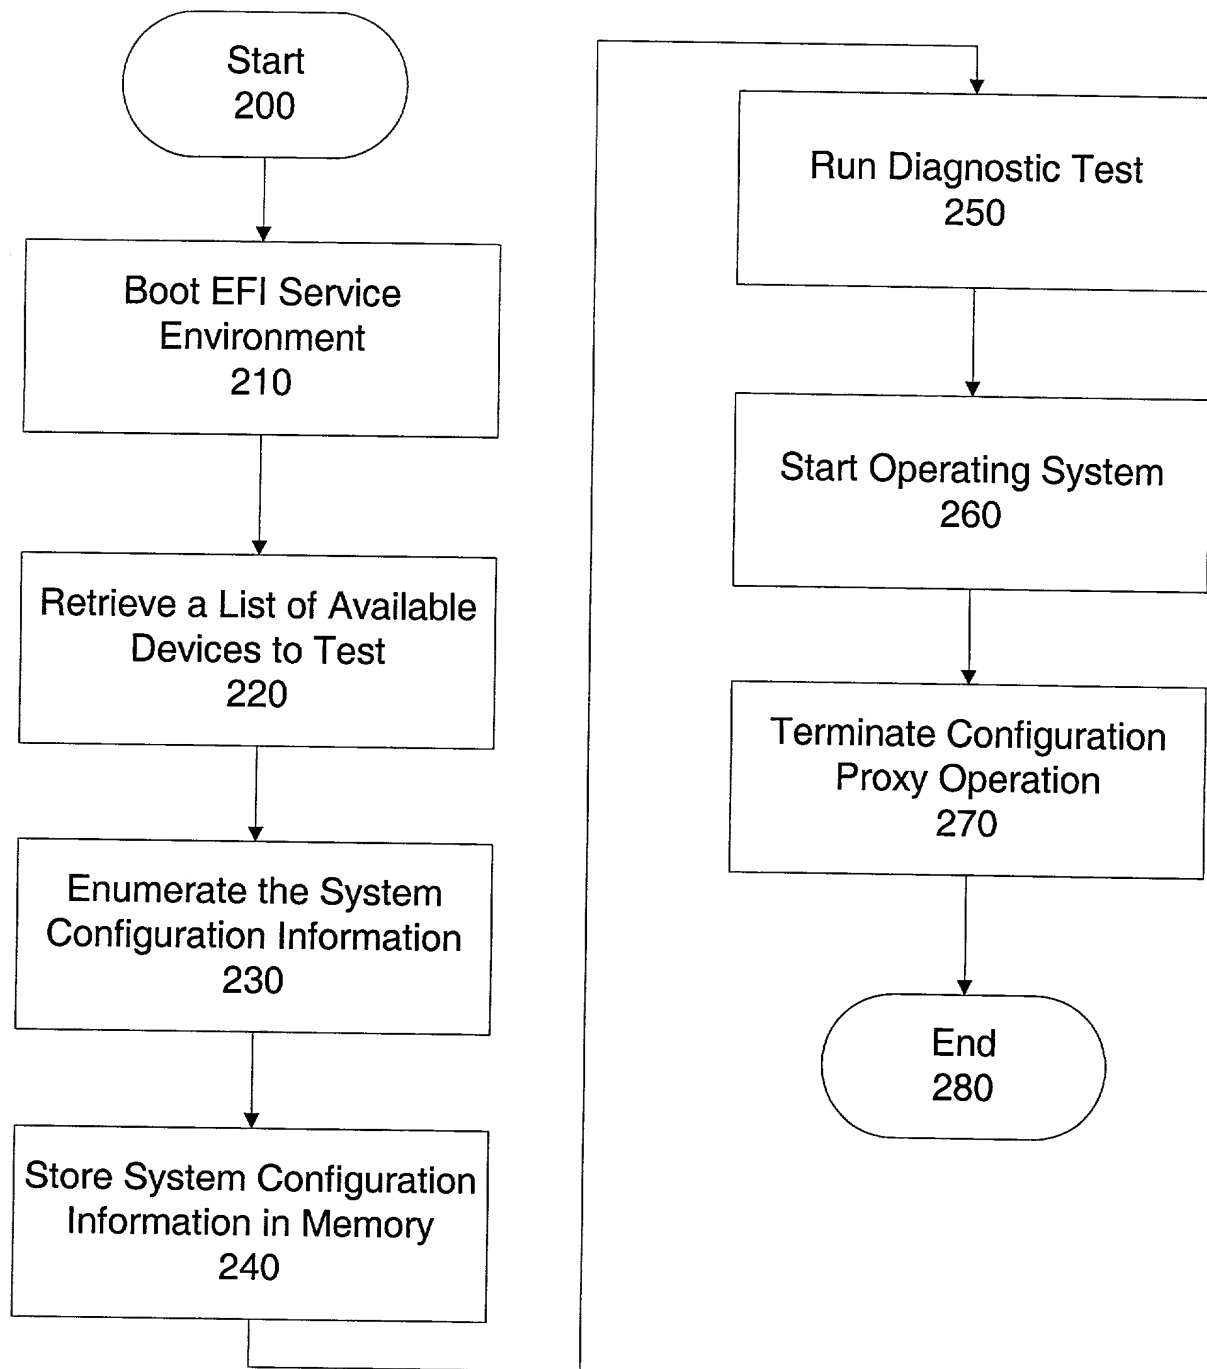 Start
200
Boot EFI Service
Environment
210
Retrieve a List of Available
Devices to Test
220
Enumerate the System
Configuration Information
230
Store System Configuration
Information in Memory
240
Run Diagnostic Test
250
Start Operating System
260
Terminate Configuration
Proxy Operation
270
End
280